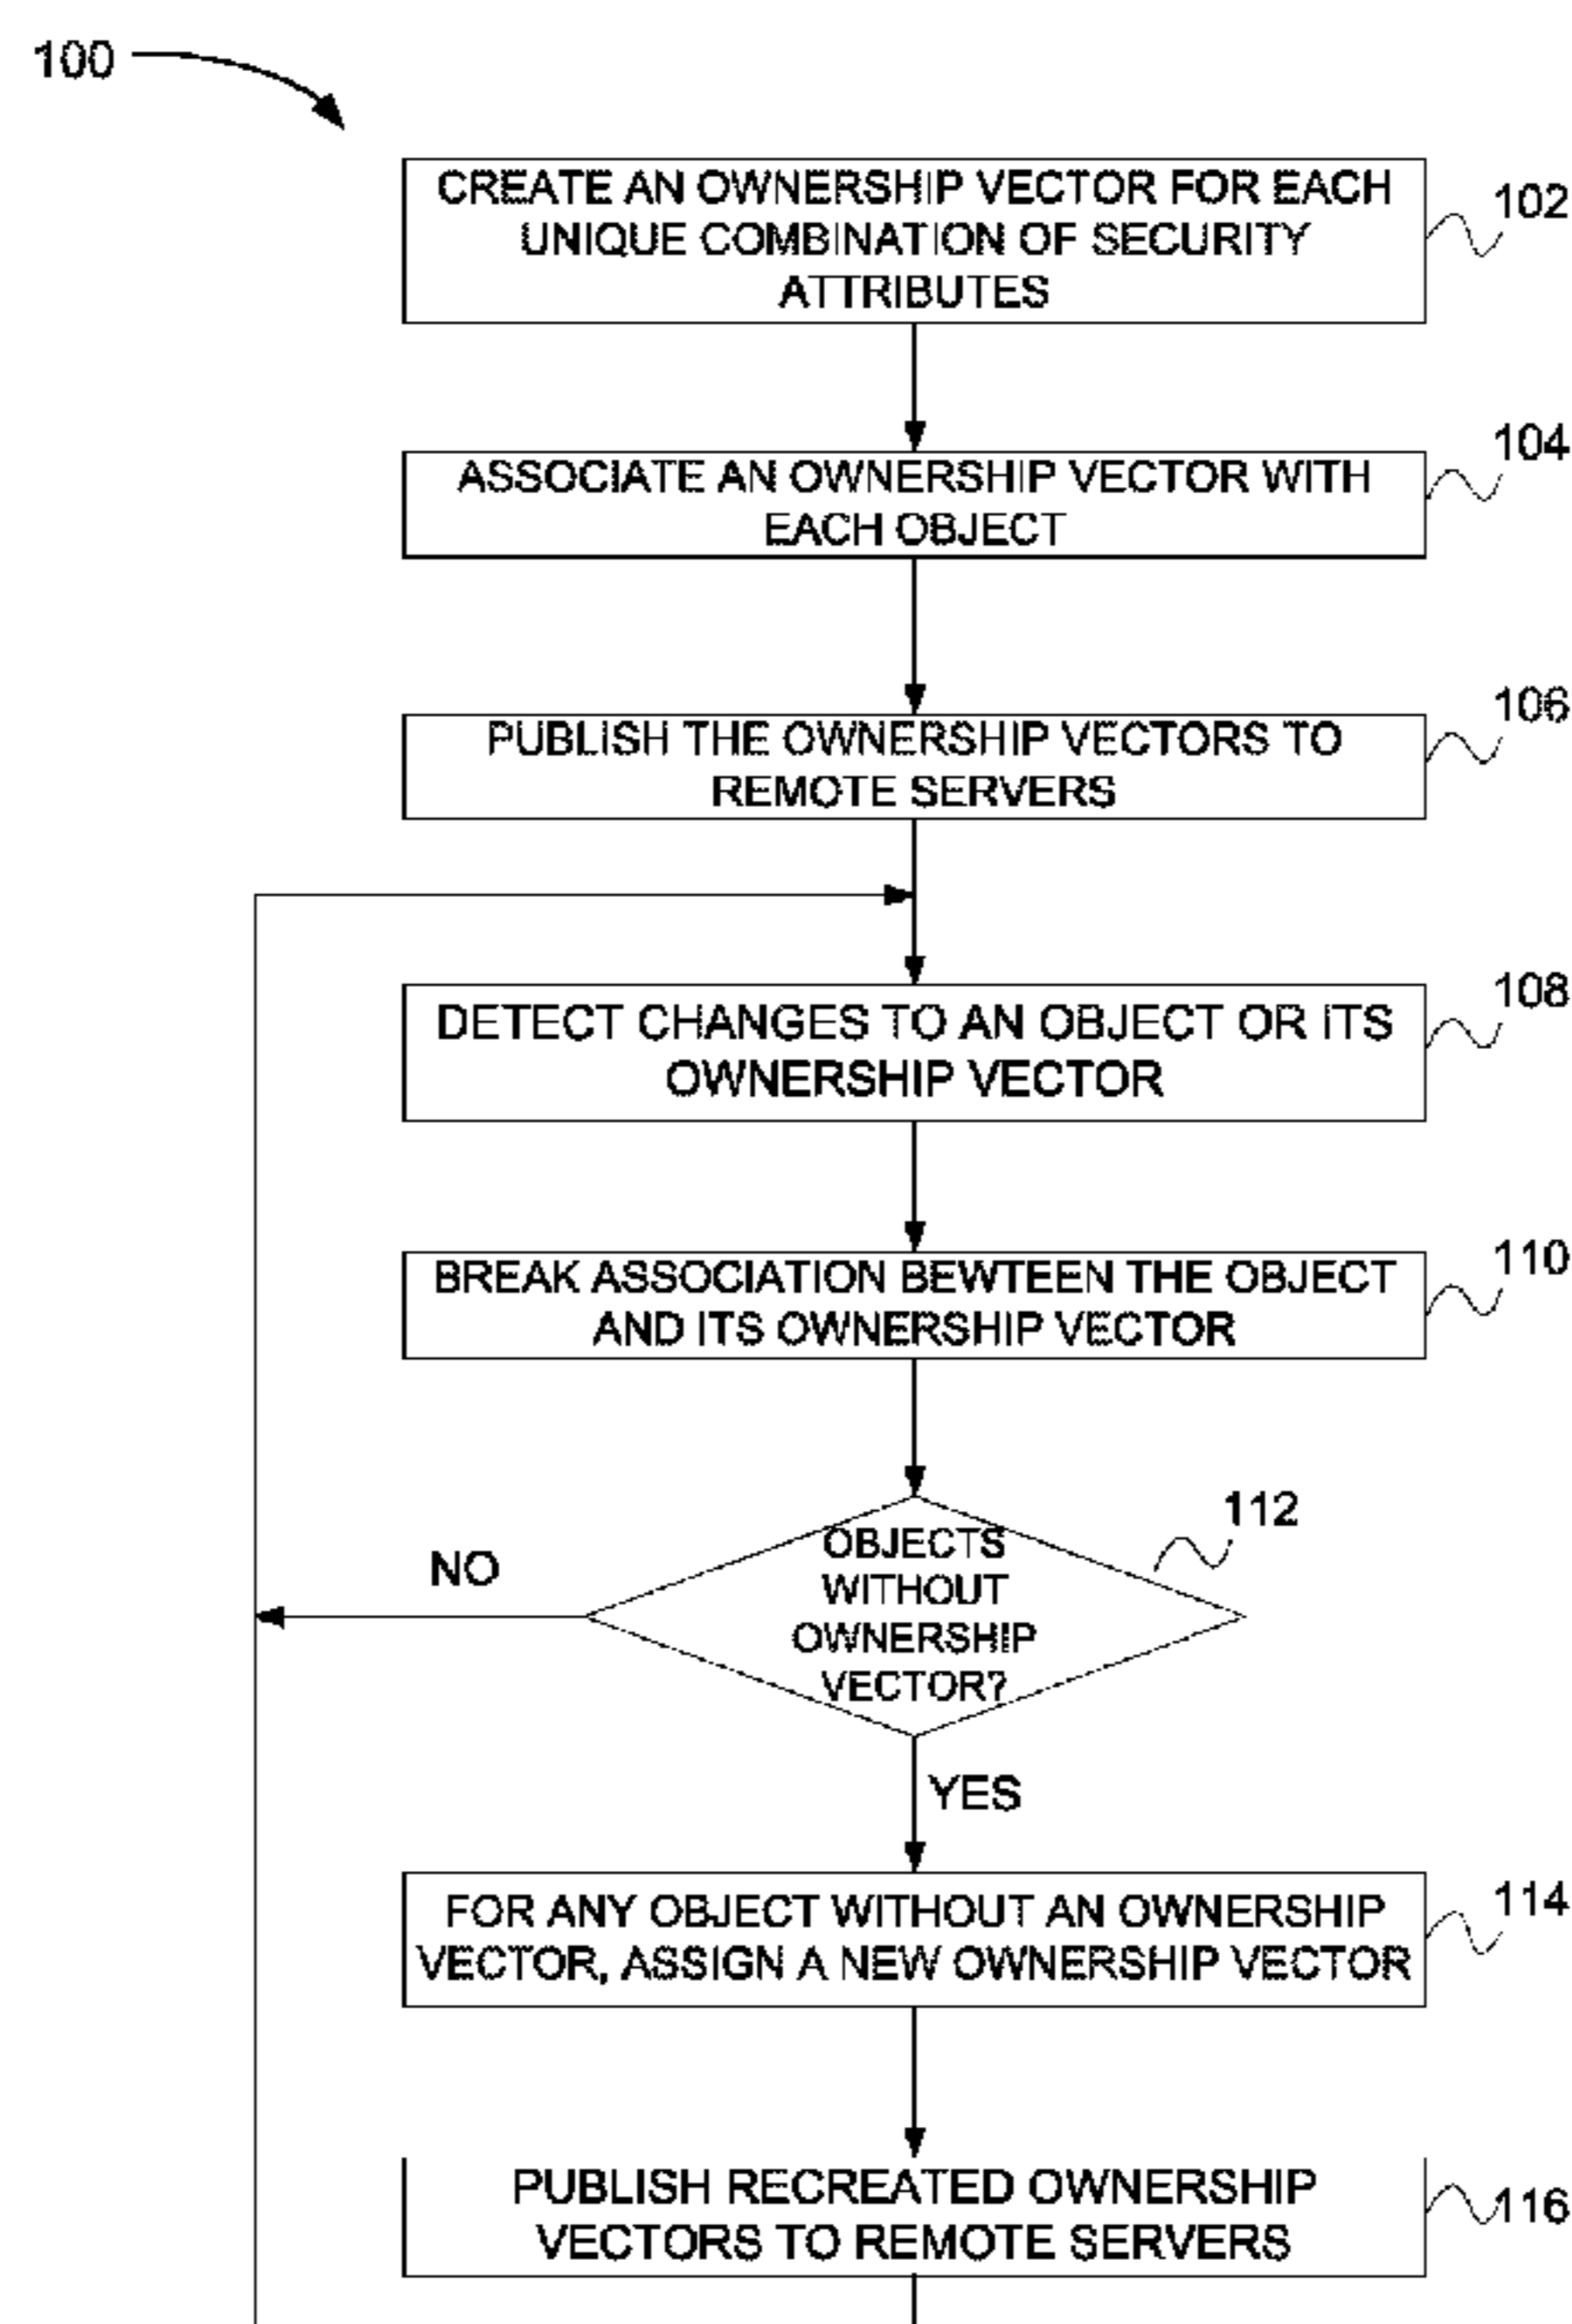 100
CREATE AN OWNERSHIP VECTOR FOR EACH
UNIQUE COMBINATION OF SECURITY
ATTRIBUTES
102
ASSOCIATE AN OWNERSHIP VECTOR WITH
EACH OBJECT
104
PUBLISH THE OWNERSHIP VECTORS TO
REMOTE SERVERS
106
DETECT CHANGES TO AN OBJECT OR ITS
OWNERSHIP VECTOR
108
BREAK ASSOCIATION BEWTEEN THE OBJECT
AND ITS OWNERSHIP VECTOR
110
OBJECTS
WITHOUT
OWNERSHIP
VECTOR?
112
NO
YES
FOR ANY OBJECT WITHOUT AN OWNERSHIP
VECTOR, ASSIGN A NEW OWNERSHIP VECTOR
114
PUBLISH RECREATED OWNERSHIP
VECTORS TO REMOTE SERVERS
116